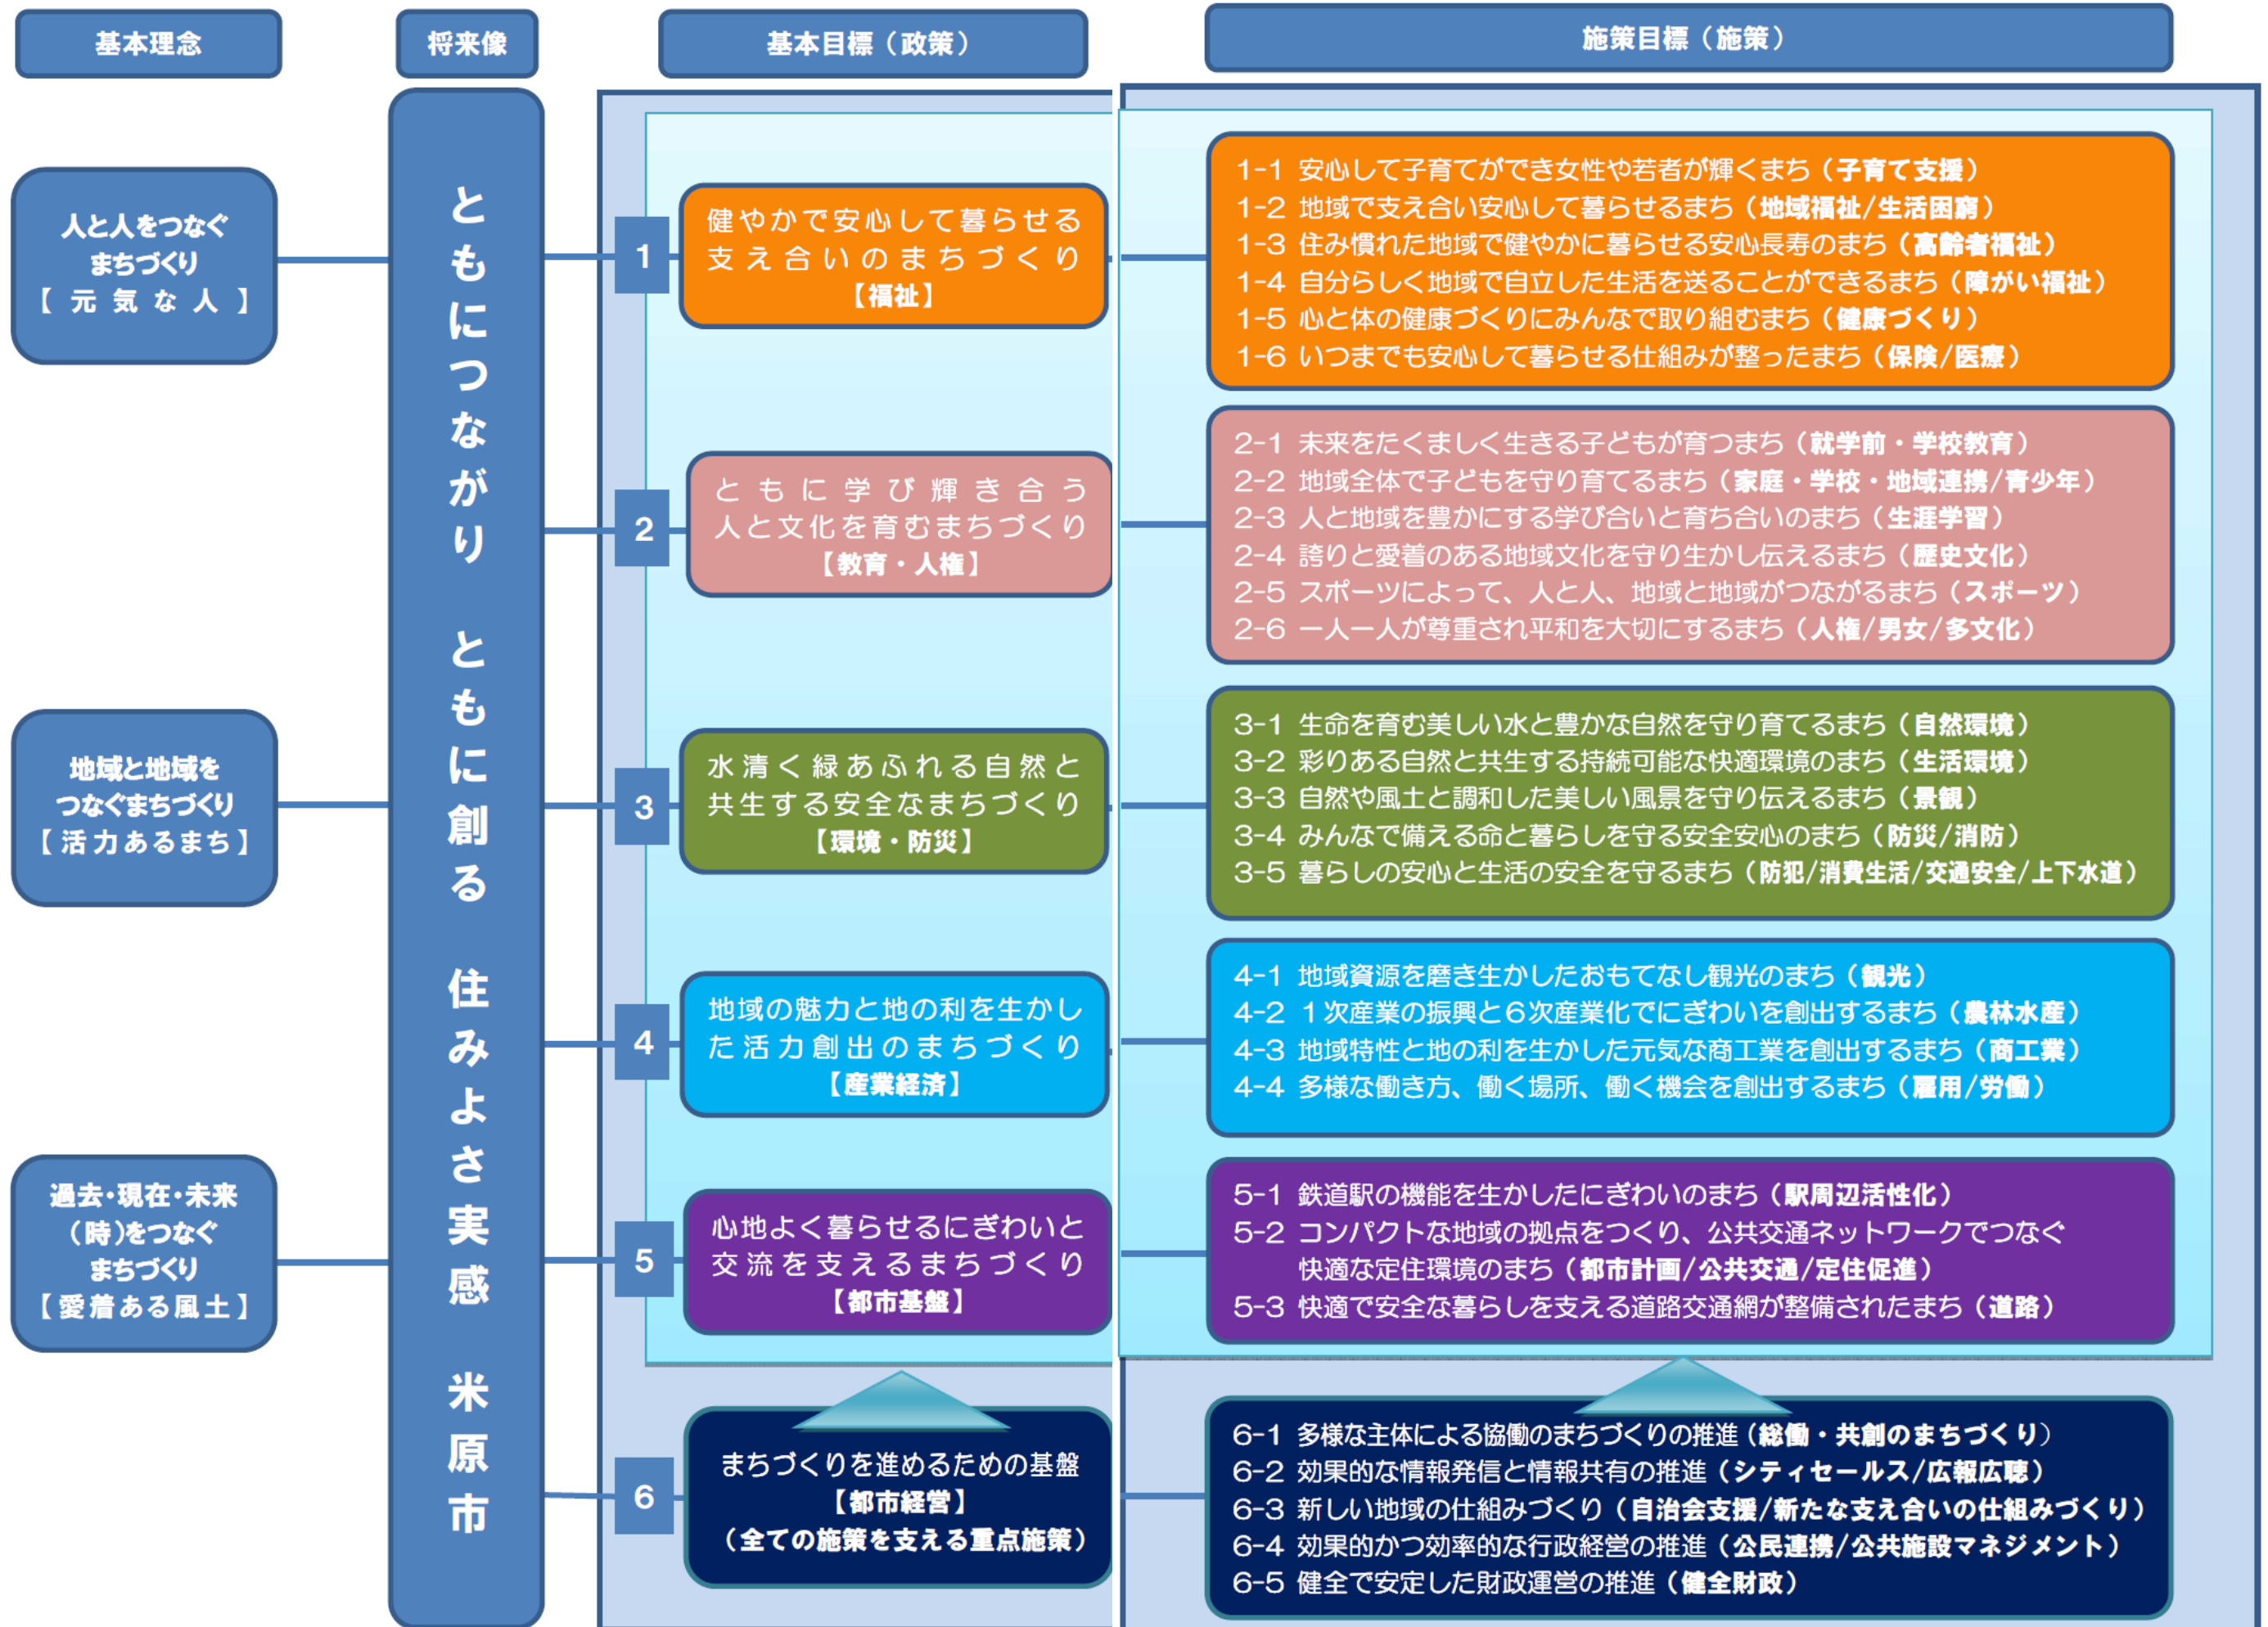 基本理念
将来像
基本目標（政策）
施策目標（施策）
人と人をつなぐ
まちづくり
【元気な人】
地域と地域を
つなぐまちづくり
【活力あるまち】
過去・現在・未来
（時）をつなぐ
まちづくり
【愛着ある風土】
ともにつながり　ともに創る　住みよさ実感　米原市
1
健やかで安心して暮らせる
支え合いのまちづくり
【福祉】
1-1 安心して子育てができ女性や若者が輝くまち（子育て支援）
1-2 地域で支え合い安心して暮らせるまち（地域福祉/生活困窮）
1-3 住み慣れた地域で健やかに暮らせる安心長寿のまち（高齢者福祉）
1-4 自分らしく地域で自立した生活を送ることができるまち（障がい福祉）
1-5 心と体の健康づくりにみんなで取り組むまち（健康づくり）
1-6 いつまでも安心して暮らせる仕組みが整ったまち（保険/医療）
2
ともに学び輝き合う
人と文化を育むまちづくり
【教育・人権】
2-1 未来をたくましく生きる子どもが育つまち（就学前・学校教育）
2-2 地域全体で子どもを守り育てるまち（家庭・学校・地域連携/青少年）
2-3 人と地域を豊かにする学び合いと育ち合いのまち（生涯学習）
2-4 誇りと愛着のある地域文化を守り生かし伝えるまち（歴史文化）
2-5 スポーツによって、人と人、地域と地域がつながるまち（スポーツ）
2-6 一人一人が尊重され平和を大切にするまち（人権/男女/多文化）
3
水清く緑あふれる自然と
共生する安全なまちづくり
【環境・防災】
3-1 生命を育む美しい水と豊かな自然を守り育てるまち（自然環境）
3-2 彩りある自然と共生する持続可能な快適環境のまち（生活環境）
3-3 自然や風土と調和した美しい風景を守り伝えるまち（景観）
3-4 みんなで備える命と暮らしを守る安全安心のまち（防災/消防）
3-5 暮らしの安心と生活の安全を守るまち（防犯/消費生活/交通安全/上下水道）
4
地域の魅力と地の利を生かし
た活力創出のまちづくり
【産業経済】
4-1 地域資源を磨き生かしたおもてなし観光のまち（観光）
4-2 １次産業の振興と６次産業化でにぎわいを創出するまち（農林水産）
4-3 地域特性と地の利を生かした元気な商工業を創出するまち（商工業）
4-4 多様な働き方、働く場所、働く機会を創出するまち（雇用/労働）
5
心地よく暮らせるにぎわいと
交流を支えるまちづくり
【都市基盤】
5-1 鉄道駅の機能を生かしたにぎわいのまち（駅周辺活性化）
5-2 コンパクトな地域の拠点をつくり、公共交通ネットワークでつなぐ
快適な定住環境のまち（都市計画/公共交通/定住促進）
5-3 快適で安全な暮らしを支える道路交通網が整備されたまち（道路）
6
まちづくりを進めるための基盤
【都市経営】
（全ての施策を支える重点施策）
6-1 多様な主体による協働のまちづくりの推進（総働・共創のまちづくり）
6-2 効果的な情報発信と情報共有の推進（シティセールス/広報広聴）
6-3 新しい地域の仕組みづくり（自治会支援/新たな支え合いの仕組みづくり）
6-4 効果的かつ効率的な行政経営の推進（公民連携/公共施設マネジメント）
6-5 健全で安定した財政運営の推進（健全財政）